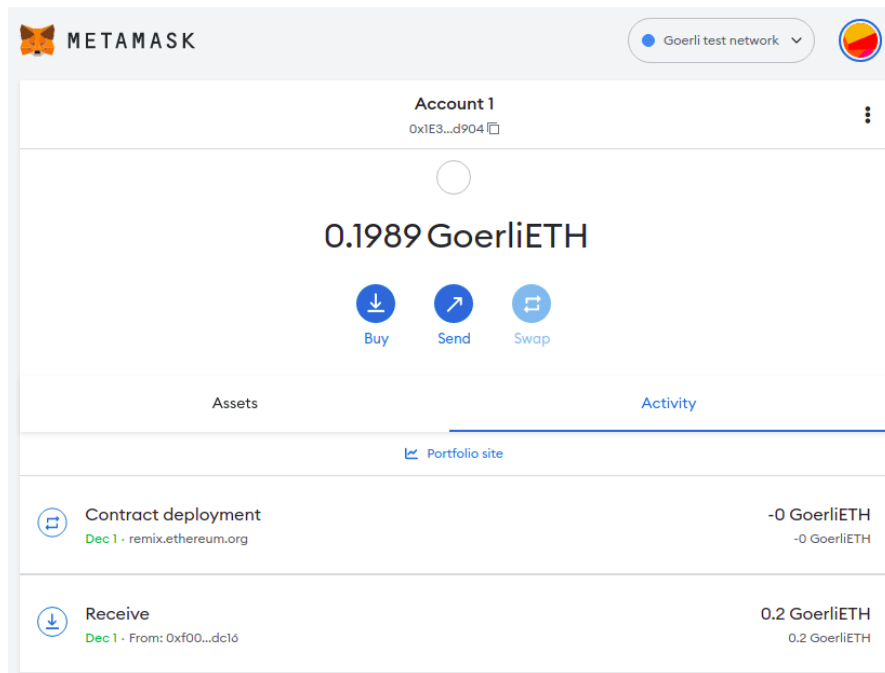 METAMASK
Goerli test network
Account 1
0x1E3...d904
0.1989 GoerliETH
Buy Send Swap
Assets Activity
Portfolio site
Contract deployment -0 GoerliETH
Dec 1 · remix.ethereum.org -0 GoerliETH
Receive 0.2 GoerliETH
Dec 1 · From: 0xf00...dc16 0.2 GoerliETH